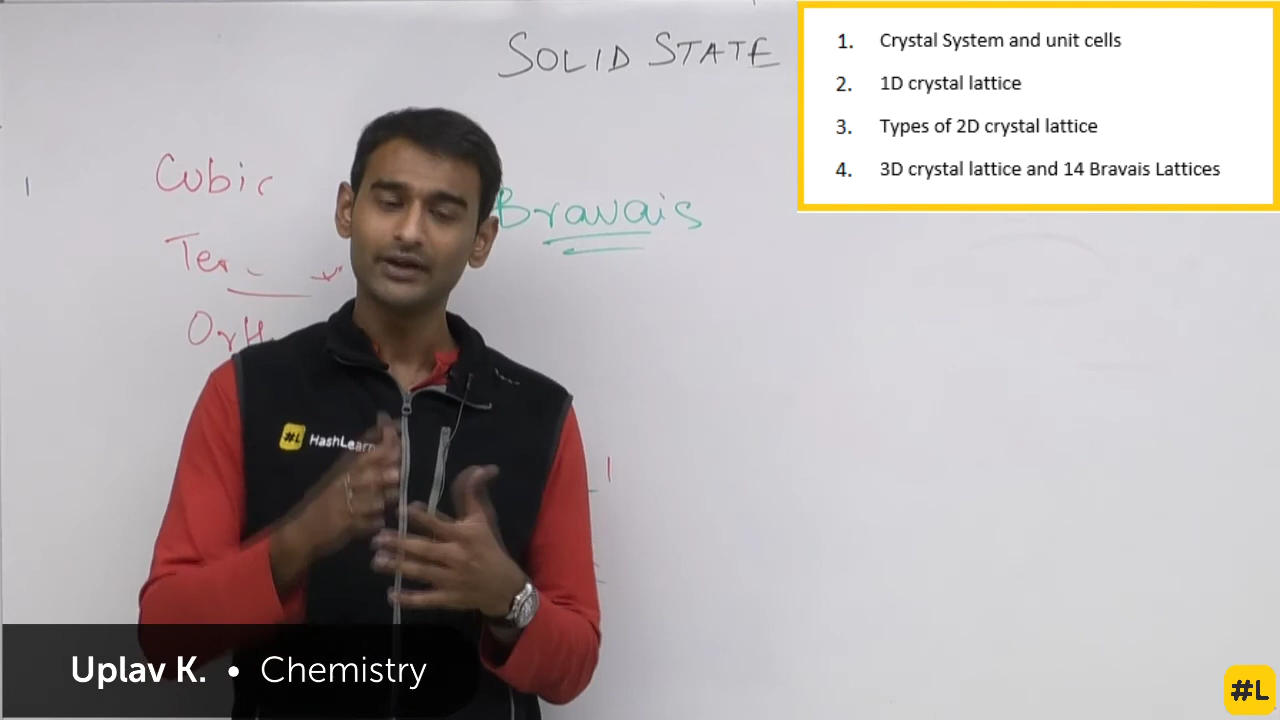 SOLID STATE
1. Crystal System and unit cells
2. 1D crystal lattice
3. Types of 2D crystal lattice
4. 3D crystal lattice and 14 Bravais Lattices
Cubic
Bravais
#L HashLearn
Uplav K. • Chemistry
#L